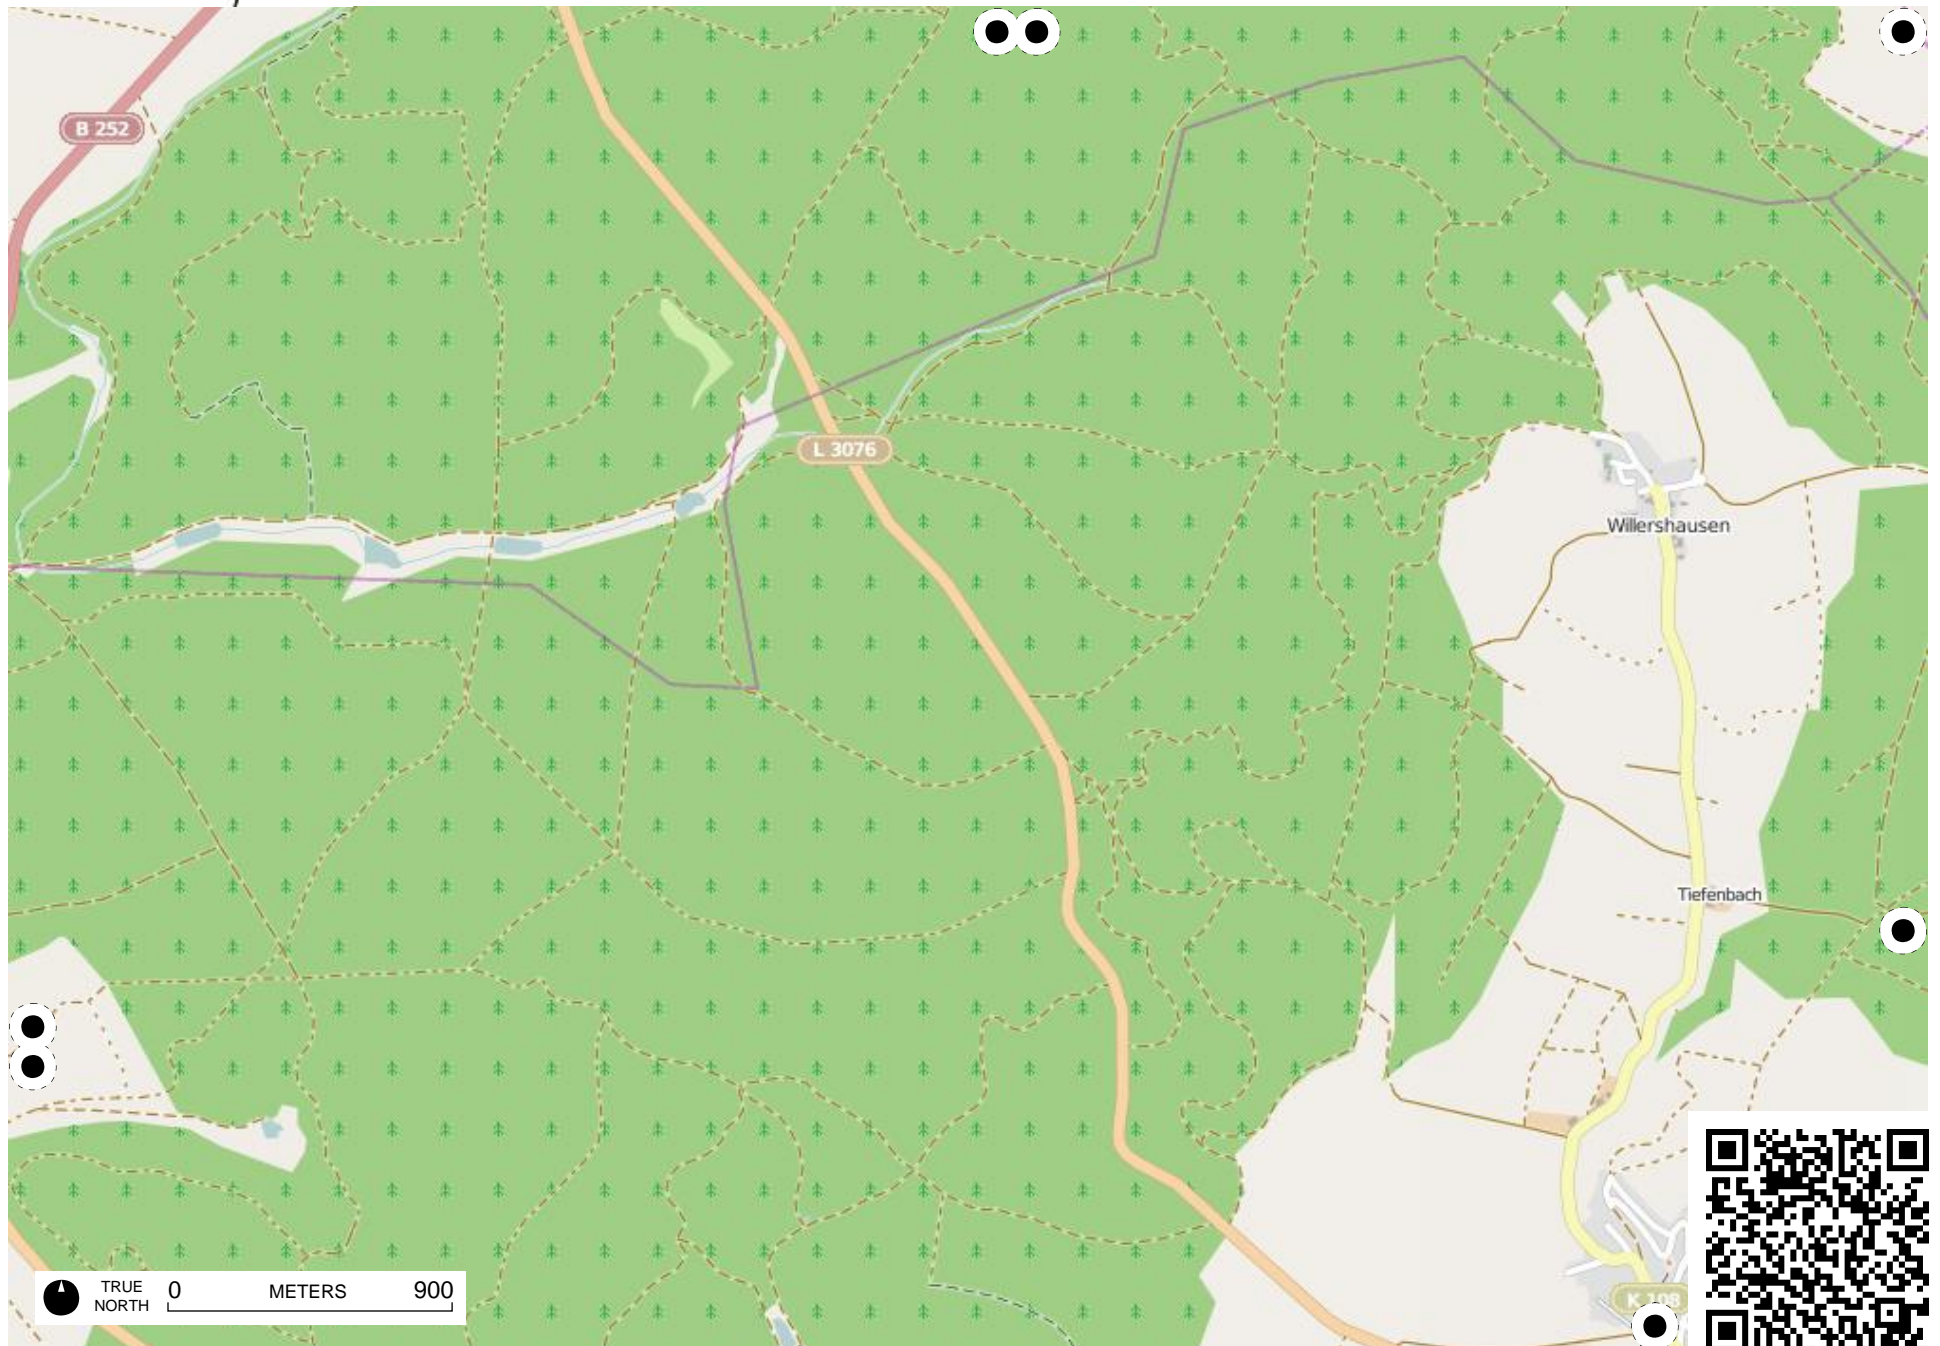 B 252
L 3076
Willershausen
Tiefenbach
K 108
TRUE NORTH
0 METERS 900